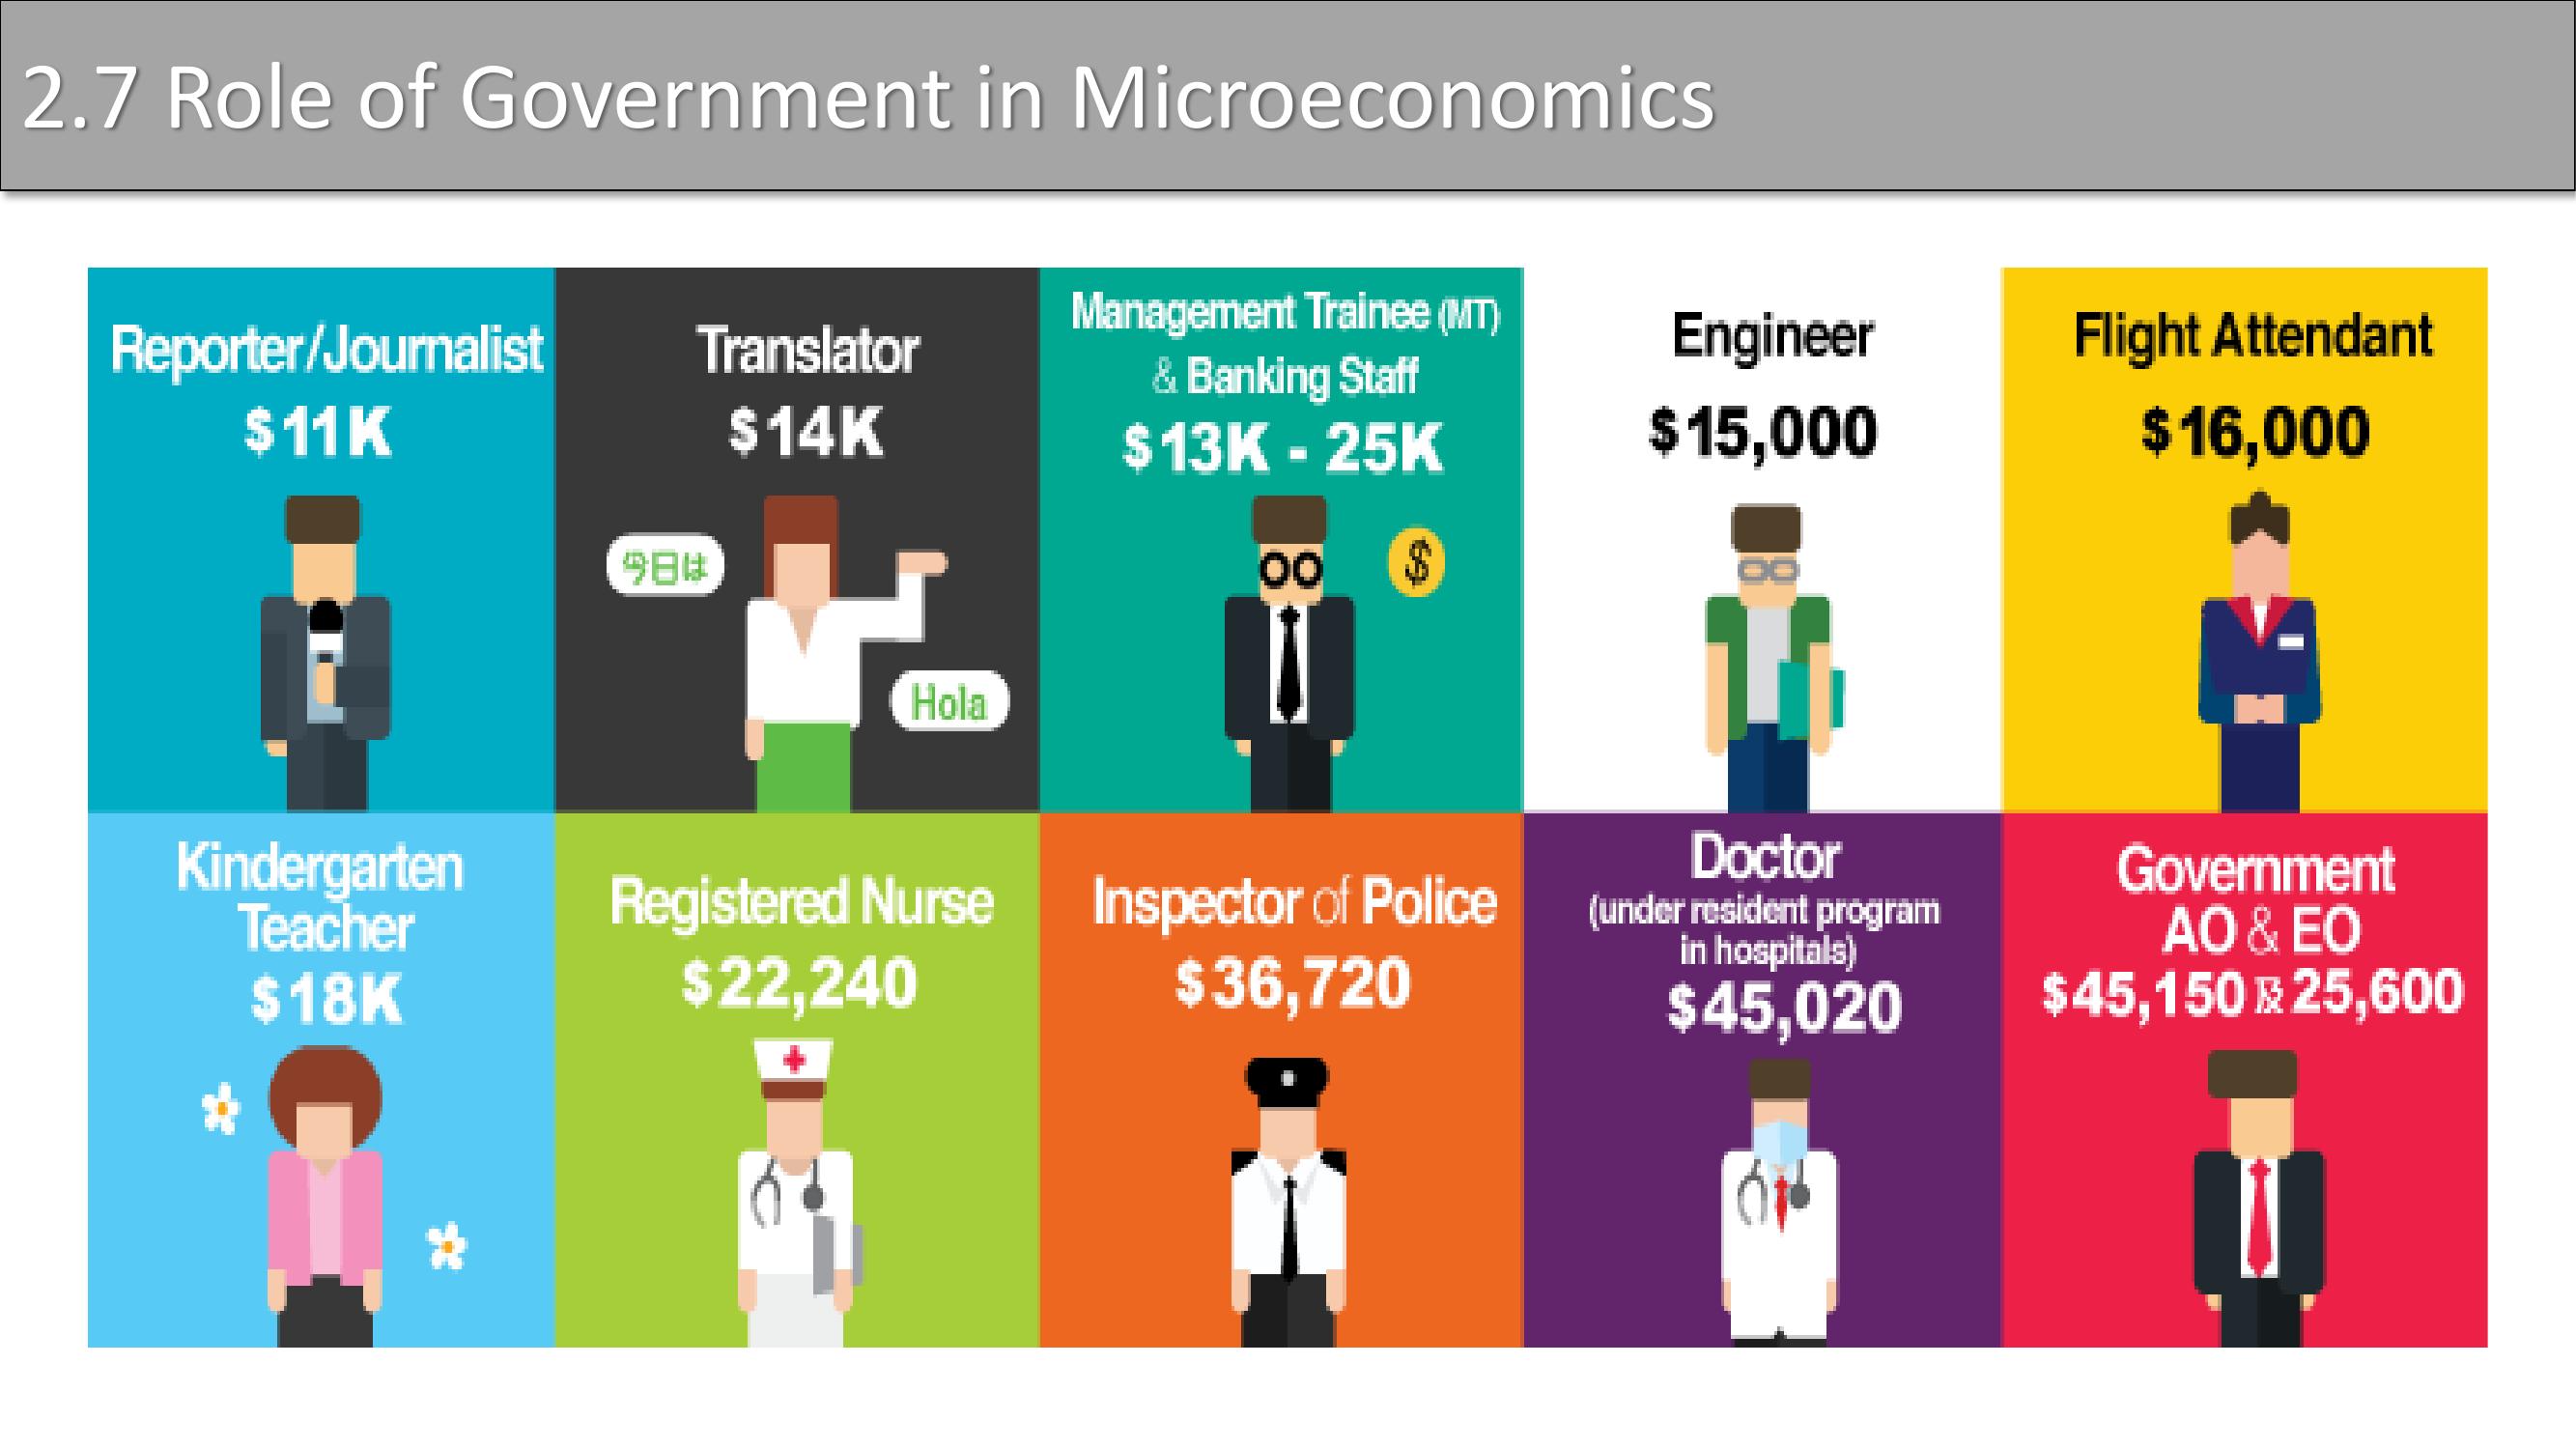 2.7 Role of Government in Microeconomics
Reporter/Journalist
$11K
Translator
$14K
今日は
Hola
Management Trainee (MT)
& Banking Staff
$13K - 25K
$
Engineer
$15,000
Flight Attendant
$16,000
Kindergarten
Teacher
$18K
Registered Nurse
$22,240
Inspector of Police
$36,720
Doctor
(under resident program
in hospitals)
$45,020
Government
AO & EO
$45,150 25,600